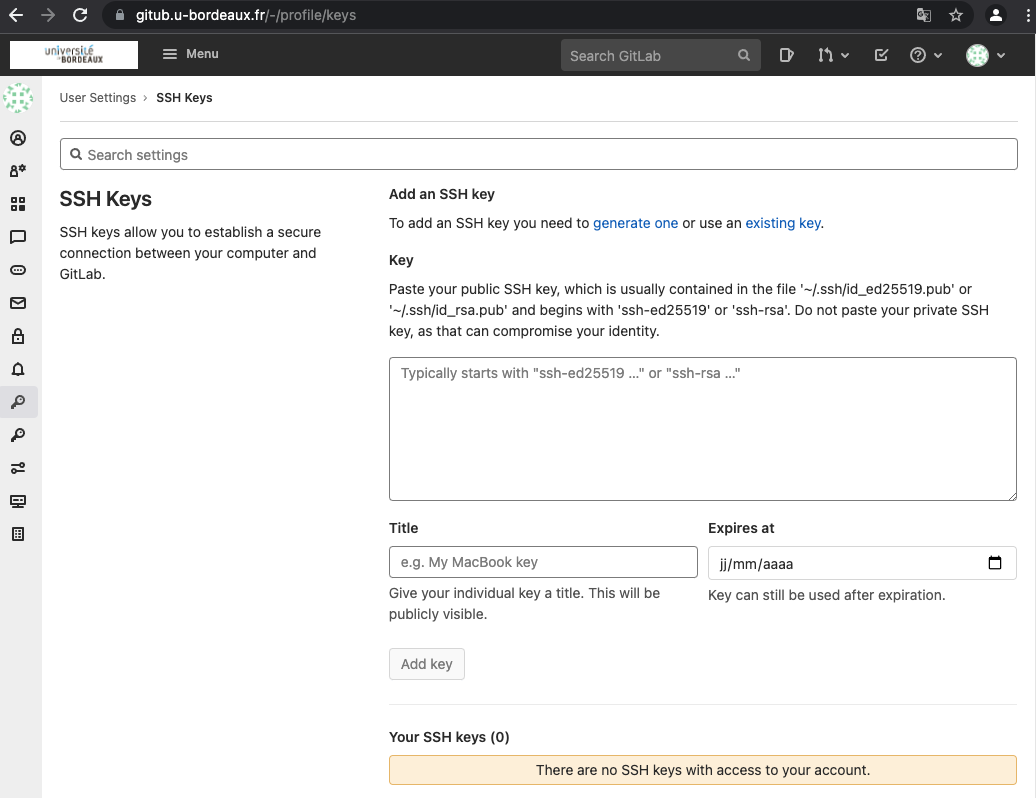 gitub.u-bordeaux.fr/-/profile/keys
université
de BORDEAUX
Menu
Search GitLab
User Settings › SSH Keys
Search settings
SSH Keys
SSH keys allow you to establish a secure
connection between your computer and
GitLab.
Add an SSH key
To add an SSH key you need to generate one or use an existing key.
Key
Paste your public SSH key, which is usually contained in the file '~/.ssh/id_ed25519.pub' or
'~/.ssh/id_rsa.pub' and begins with 'ssh-ed25519' or 'ssh-rsa'. Do not paste your private SSH
key, as that can compromise your identity.
Typically starts with "ssh-ed25519 …" or "ssh-rsa …"
Title
e.g. My MacBook key
Give your individual key a title. This will be
publicly visible.
Expires at
jj/mm/aaaa
Key can still be used after expiration.
Add key
Your SSH keys (0)
There are no SSH keys with access to your account.